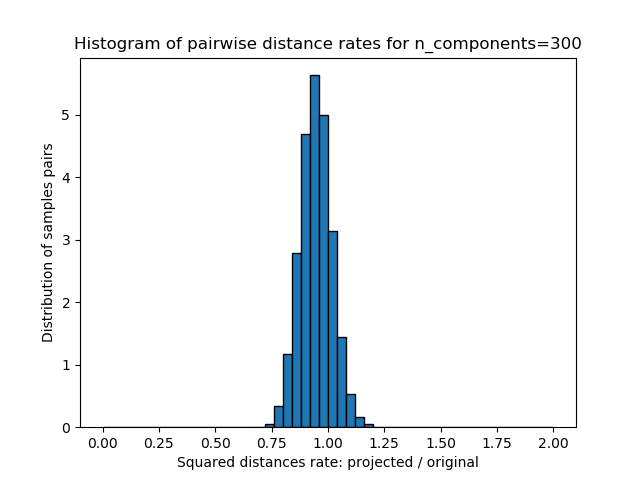 Histogram of pairwise distance rates for n_components=300
Distribution of samples pairs
5
4
3
2
1
0
0.00 0.25 0.50 0.75 1.00 1.25 1.50 1.75 2.00
Squared distances rate: projected / original